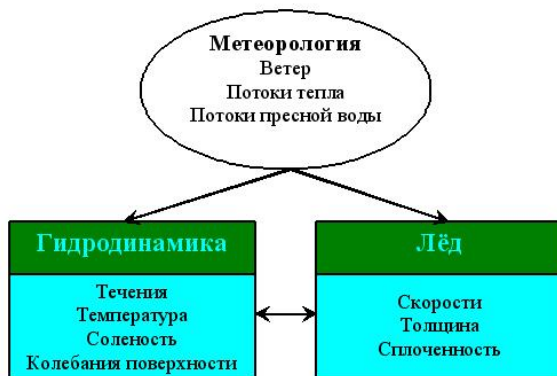 Метеорология
Ветер
Потоки тепла
Потоки пресной воды
Гидродинамика
Течения
Температура
Соленость
Колебания поверхности
Лёд
Скорости
Толщина
Сплоченность